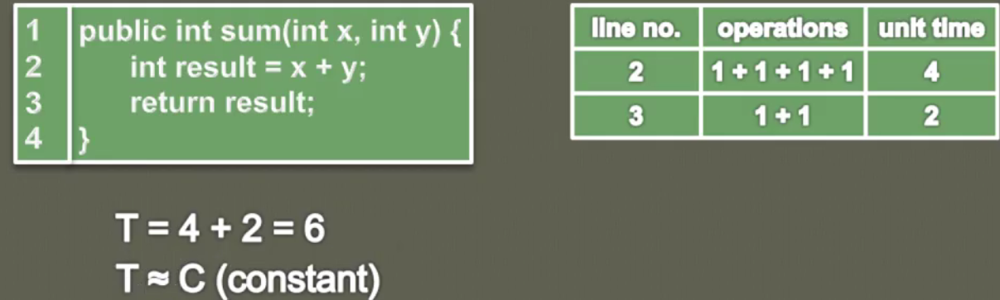 1 public int sum(int x, int y) {
2 int result = x + y;
3 return result;
4 }
line no. operations unit time
2 1 + 1 + 1 + 1 4
3 1 + 1 2
T = 4 + 2 = 6
T ≈ C (constant)